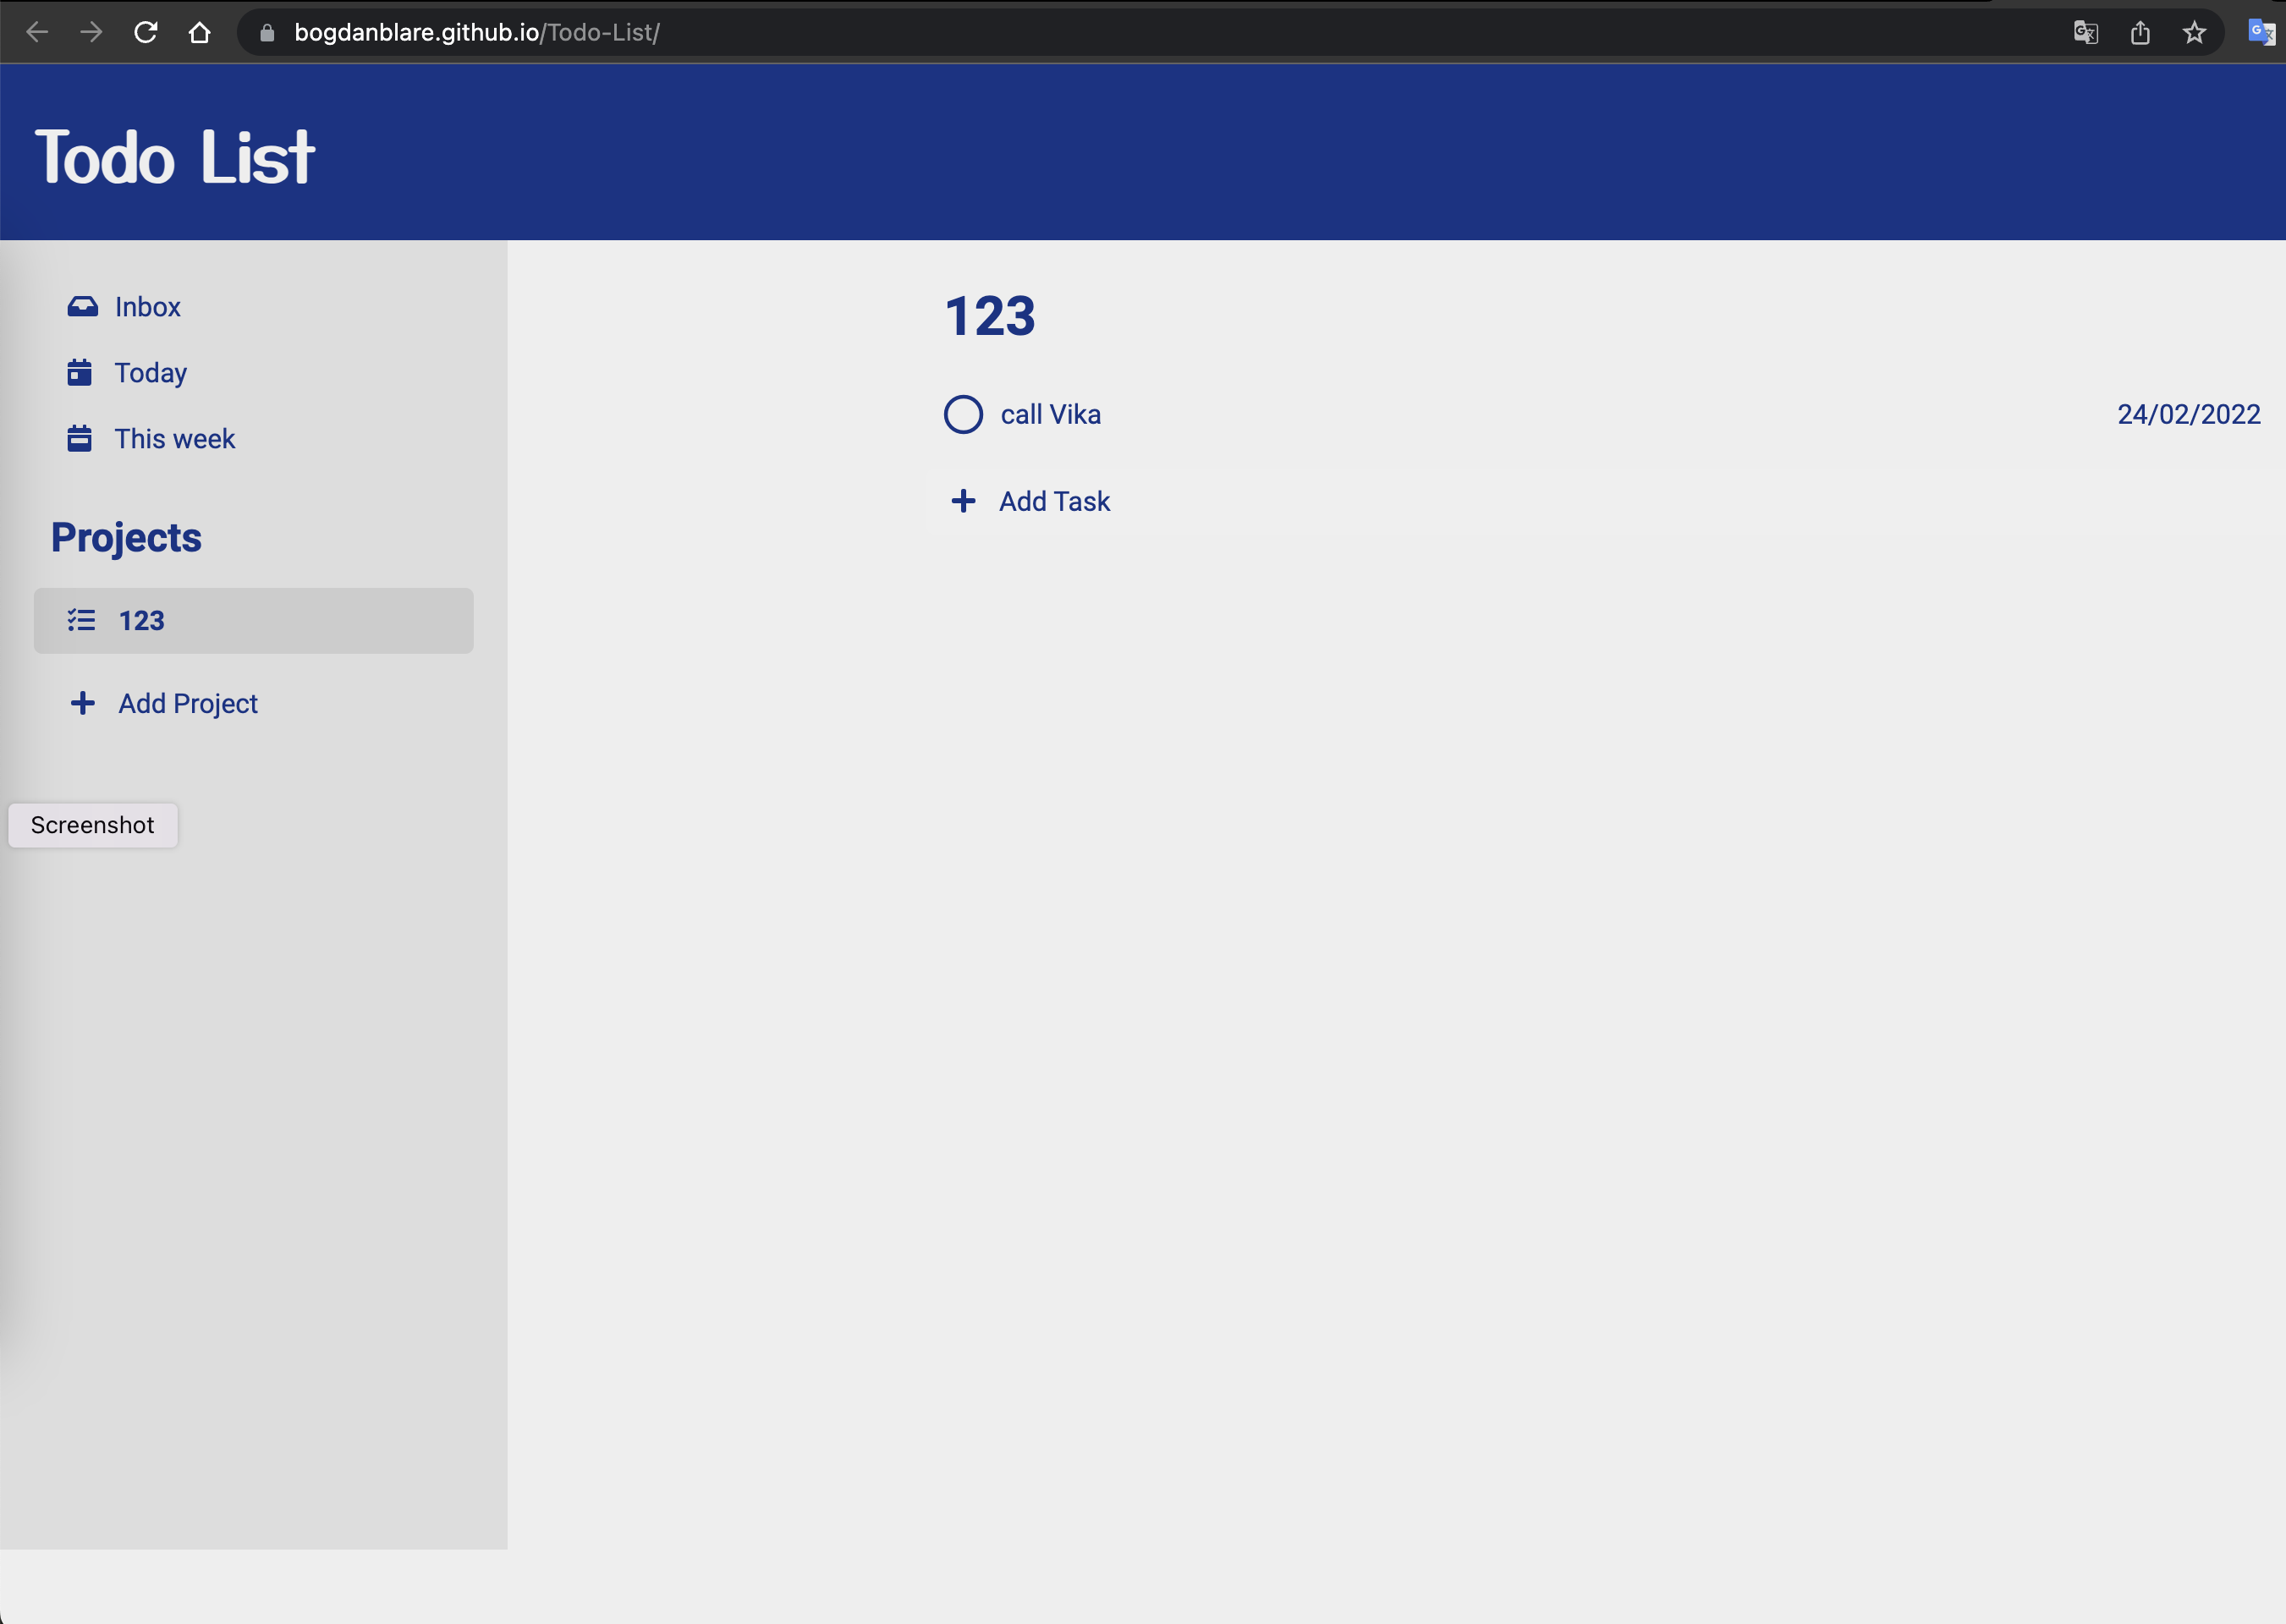 bogdanblare.github.io/Todo-List/
Todo List
Inbox
Today
This week
Projects
123
Add Project
Screenshot
123
call Vika 24/02/2022
Add Task